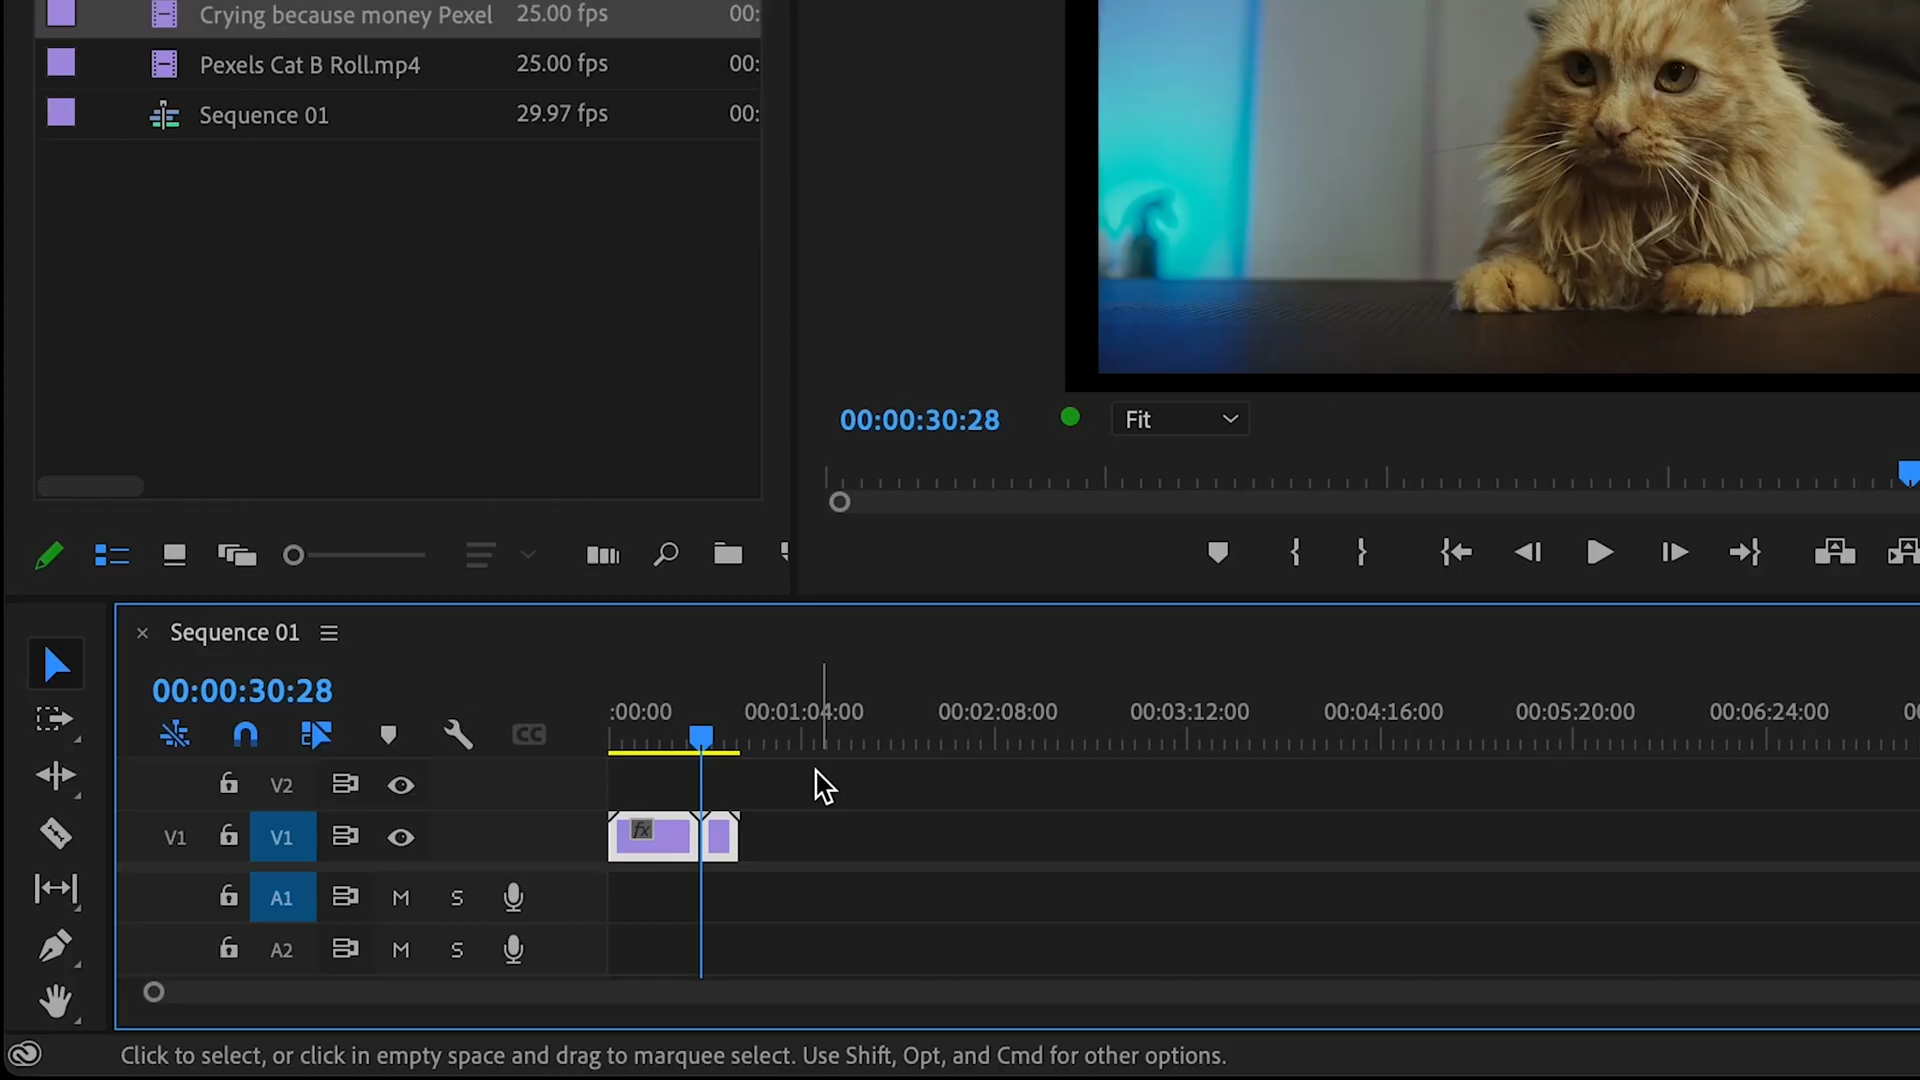 Crying because money Pexel 25.00 fps 00:
Pexels Cat B Roll.mp4 25.00 fps 00:
Sequence 01 29.97 fps 00:
00:00:30:28 Fit
× Sequence 01
00:00:30:28
:00:00 00:01:04:00 00:02:08:00 00:03:12:00 00:04:16:00 00:05:20:00 00:06:24:00 00
CC
V2
fx
V1 V1
A1 M S
A2 M S
Click to select, or click in empty space and drag to marquee select. Use Shift, Opt, and Cmd for other options.